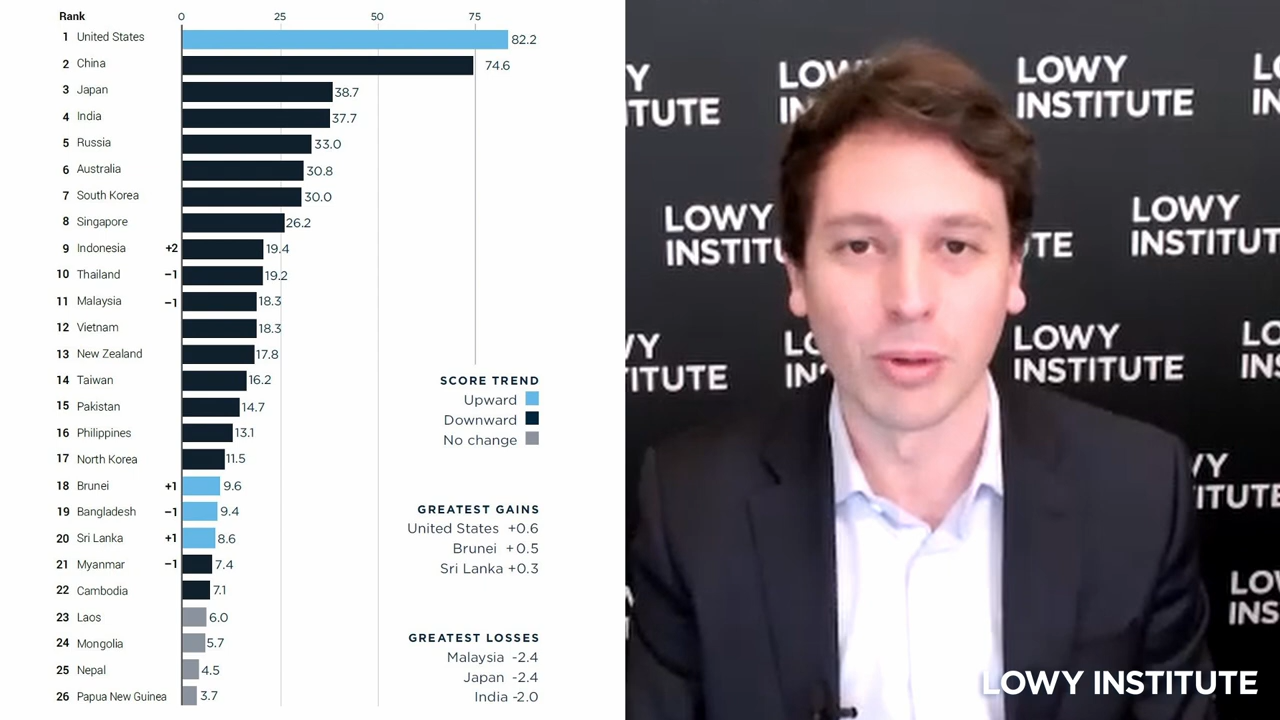 Rank 0 25 50 75
1 United States 82.2
2 China 74.6
3 Japan 38.7
4 India 37.7
5 Russia 33.0
6 Australia 30.8
7 South Korea 30.0
8 Singapore 26.2
9 Indonesia +2 19.4
10 Thailand −1 19.2
11 Malaysia −1 18.3
12 Vietnam 18.3
13 New Zealand 17.8
14 Taiwan 16.2
15 Pakistan 14.7
16 Philippines 13.1
17 North Korea 11.5
18 Brunei +1 9.6
19 Bangladesh −1 9.4
20 Sri Lanka +1 8.6
21 Myanmar −1 7.4
22 Cambodia 7.1
23 Laos 6.0
24 Mongolia 5.7
25 Nepal 4.5
26 Papua New Guinea 3.7
SCORE TREND
Upward
Downward
No change
GREATEST GAINS
United States +0.6
Brunei +0.5
Sri Lanka +0.3
GREATEST LOSSES
Malaysia -2.4
Japan -2.4
India -2.0
LOWY
INSTITUTE
LOWY
INSTITUTE
LOWY
INSTITUTE
LOWY
INSTITUTE
LOWY INSTITUTE